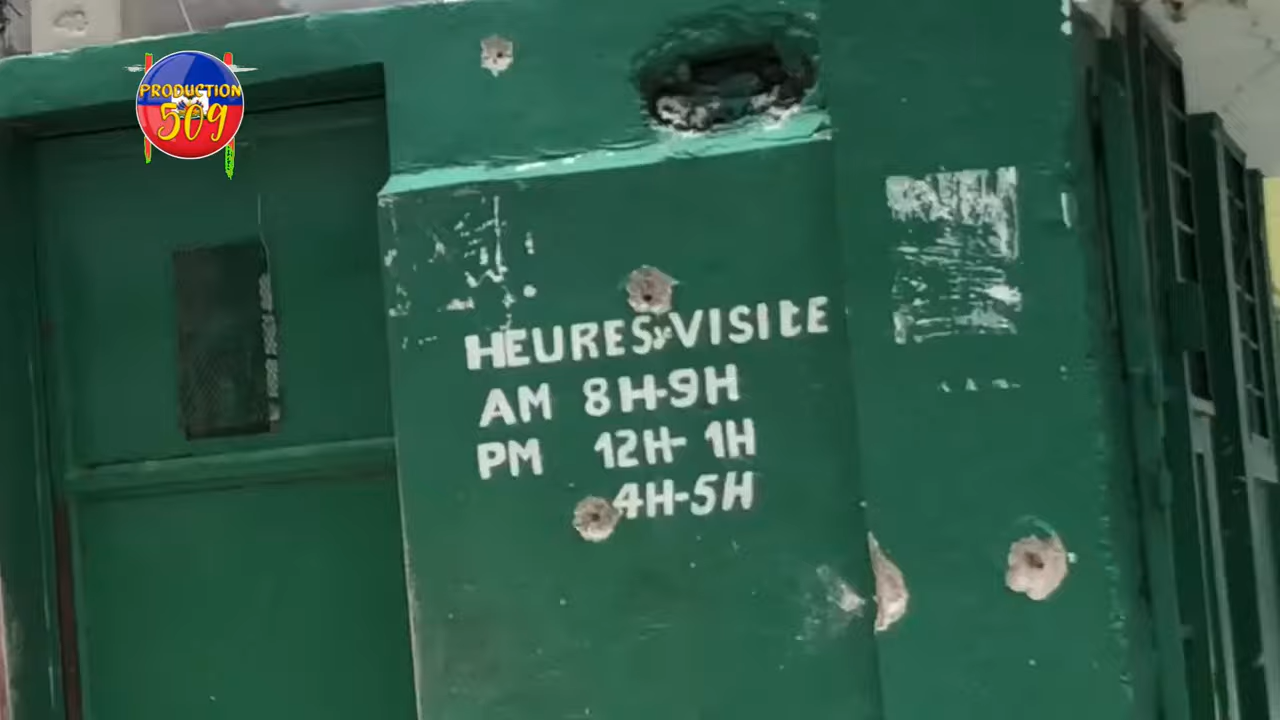 PRODUCTION
509
HEURES VISITE
AM 8H-9H
PM 12H- 1H
4H-5H